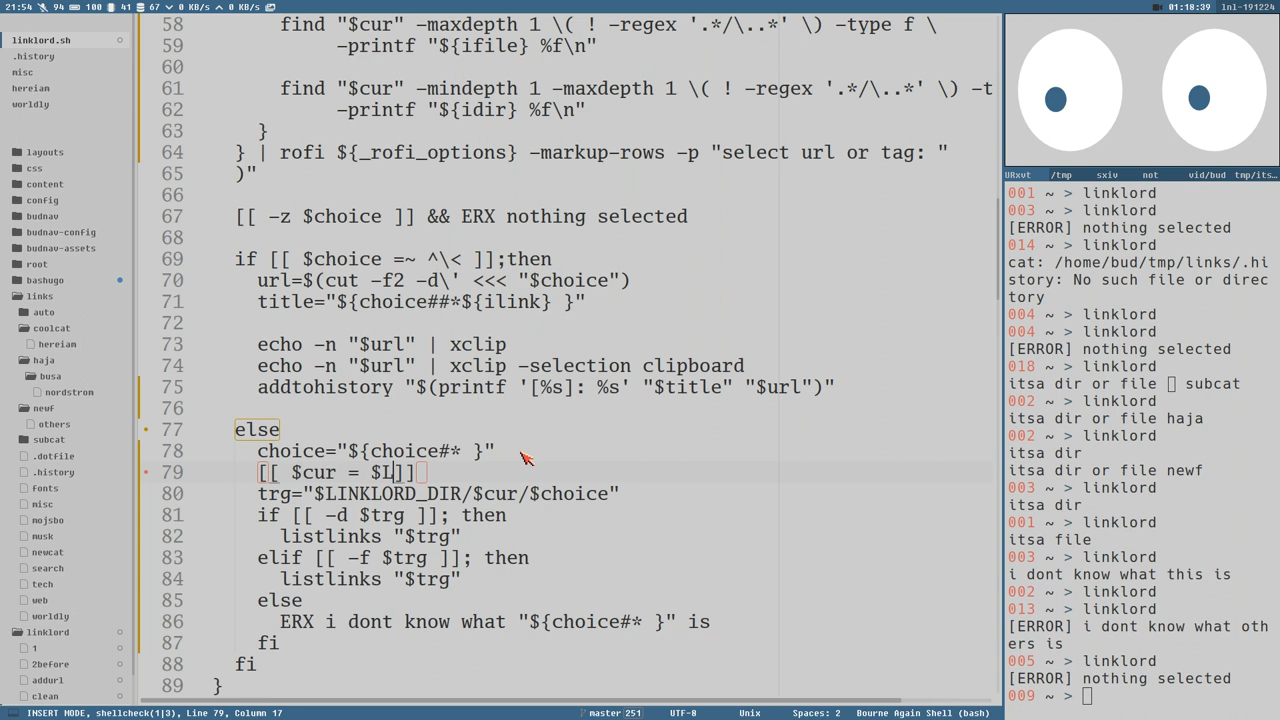 21:54 94 100 41 67 0 KB/s 0 KB/s
01:18:39 lnl-191224
linklord.sh
.history
misc
hereiam
worldly
layouts
css
content
config
budnav
budnav-config
budnav-assets
root
bashugo
links
auto
coolcat
hereiam
haja
busa
nordstrom
newf
others
subcat
.dotfile
.history
fonts
misc
mojsbo
musk
newcat
search
tech
web
worldly
linklord
1
2before
addurl
clean
58 find "$cur" -maxdepth 1 \( ! -regex '.*/\..*' \) -type f \
59 -printf "${ifile} %f\n"
60
61 find "$cur" -mindepth 1 -maxdepth 1 \( ! -regex '.*/\..*' \) -t
62 -printf "${idir} %f\n"
63 }
64 } | rofi ${_rofi_options} -markup-rows -p "select url or tag: "
65 )"
66
67 [[ -z $choice ]] && ERX nothing selected
68
69 if [[ $choice =~ ^\< ]];then
70 url=$(cut -f2 -d\' <<< "$choice")
71 title="${choice##*${ilink} }"
72
73 echo -n "$url" | xclip
74 echo -n "$url" | xclip -selection clipboard
75 addtohistory "$(printf '[%s]: %s' "$title" "$url")"
76
77 else
78 choice="${choice#* }"
79 [[ $cur = $L]]
80 trg="$LINKLORD_DIR/$cur/$choice"
81 if [[ -d $trg ]]; then
82 listlinks "$trg"
83 elif [[ -f $trg ]]; then
84 listlinks "$trg"
85 else
86 ERX i dont know what "${choice#* }" is
87 fi
88 fi
89 }
URxvt /tmp sxiv not vid/bud tmp/its…
001 ~ > linklord
003 ~ > linklord
[ERROR] nothing selected
014 ~ > linklord
cat: /home/bud/tmp/links/.hi
story: No such file or direc
tory
004 ~ > linklord
004 ~ > linklord
[ERROR] nothing selected
018 ~ > linklord
itsa dir or file subcat
002 ~ > linklord
itsa dir or file haja
002 ~ > linklord
itsa dir
003 ~ > linklord
itsa dir or file newf
003 ~ > linklord
itsa dir
001 ~ > linklord
itsa file
003 ~ > linklord
i dont know what this is
002 ~ > linklord
013 ~ > linklord
[ERROR] i dont know what oth
ers is
005 ~ > linklord
[ERROR] nothing selected
009 ~ >
INSERT MODE, shellcheck(1|3), Line 79, Column 17 master 251 UTF-8 Unix Spaces: 2 Bourne Again Shell (bash)